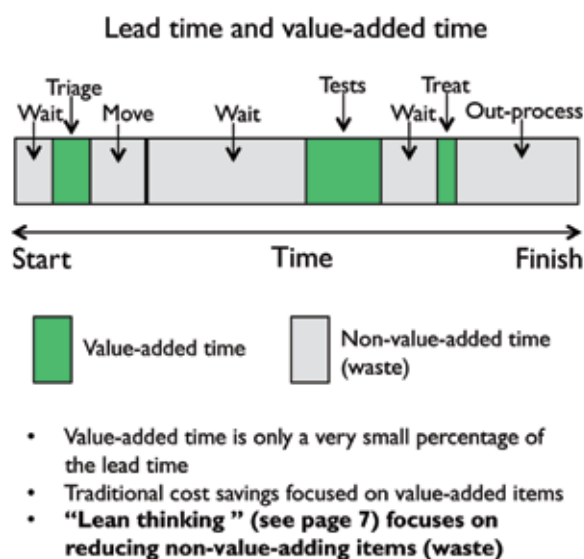 Lead time and value-added time
Triage
Tests
Treat
Wait
Move
Wait
Wait
Out-process
Start
Time
Finish
Value-added time
Non-value-added time
(waste)
• Value-added time is only a very small percentage of
the lead time
• Traditional cost savings focused on value-added items
• “Lean thinking ” (see page 7) focuses on
reducing non-value-adding items (waste)